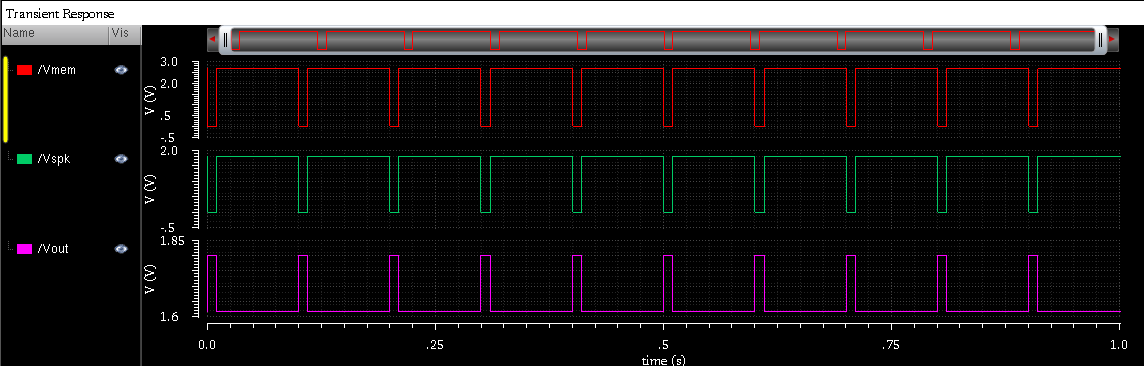 Transient Response
Name Vis
/Vmem
3.0
2.0
.5
-.5
V (V)
/Vspk
2.0
-.5
V (V)
/Vout
1.85
1.6
V (V)
0.0 .25 .5 .75 1.0
time (s)